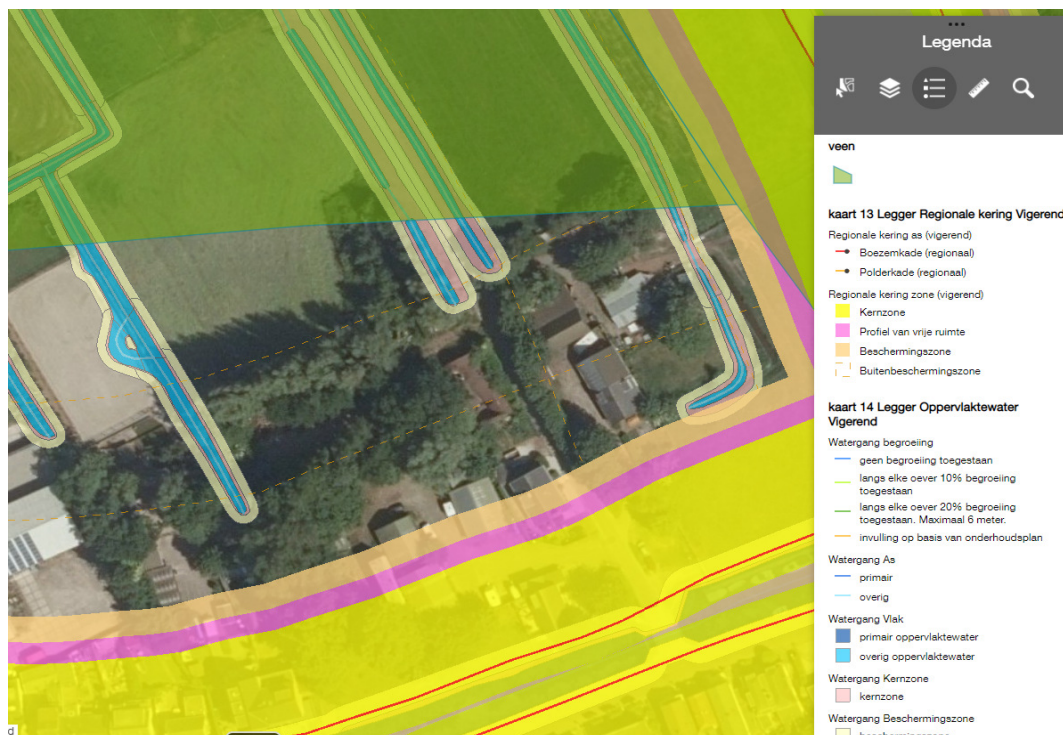 Legenda
veen
kaart 13 Legger Regionale kering Vigerend
Regionale kering as (vigerend)
Boezemkade (regionaal)
Polderkade (regionaal)
Regionale kering zone (vigerend)
Kernzone
Profiel van vrije ruimte
Beschermingszone
Buitenbeschermingszone
kaart 14 Legger Oppervlaktewater
Vigerend
Watergang begroeiing
geen begroeiing toegestaan
langs elke oever 10% begroeiing
toegestaan
langs elke oever 20% begroeiing
toegestaan. Maximaal 6 meter.
invulling op basis van onderhoudsplan
Watergang As
primair
overig
Watergang Vlak
primair oppervlaktewater
overig oppervlaktewater
Watergang Kernzone
kernzone
Watergang Beschermingszone
beschermingszone
d